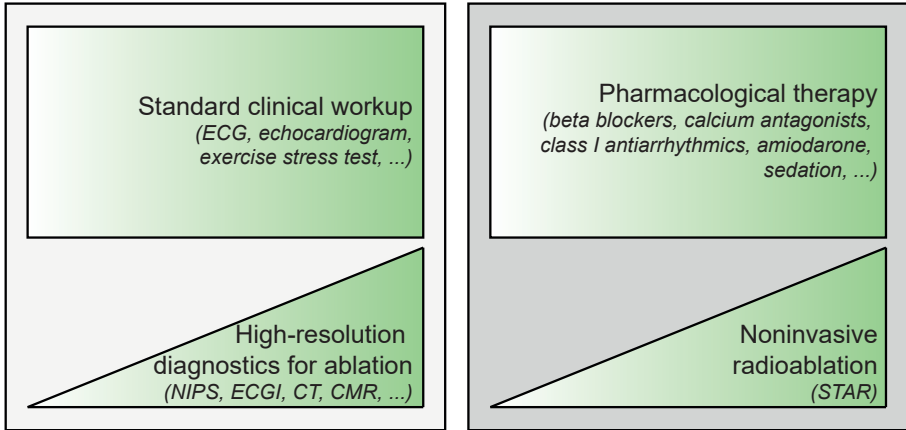 Standard clinical workup
(ECG, echocardiogram,
exercise stress test, ...)
High-resolution
diagnostics for ablation
(NIPS, ECGI, CT, CMR, ...)
Pharmacological therapy
(beta blockers, calcium antagonists,
class I antiarrhythmics, amiodarone,
sedation, ...)
Noninvasive
radioablation
(STAR)